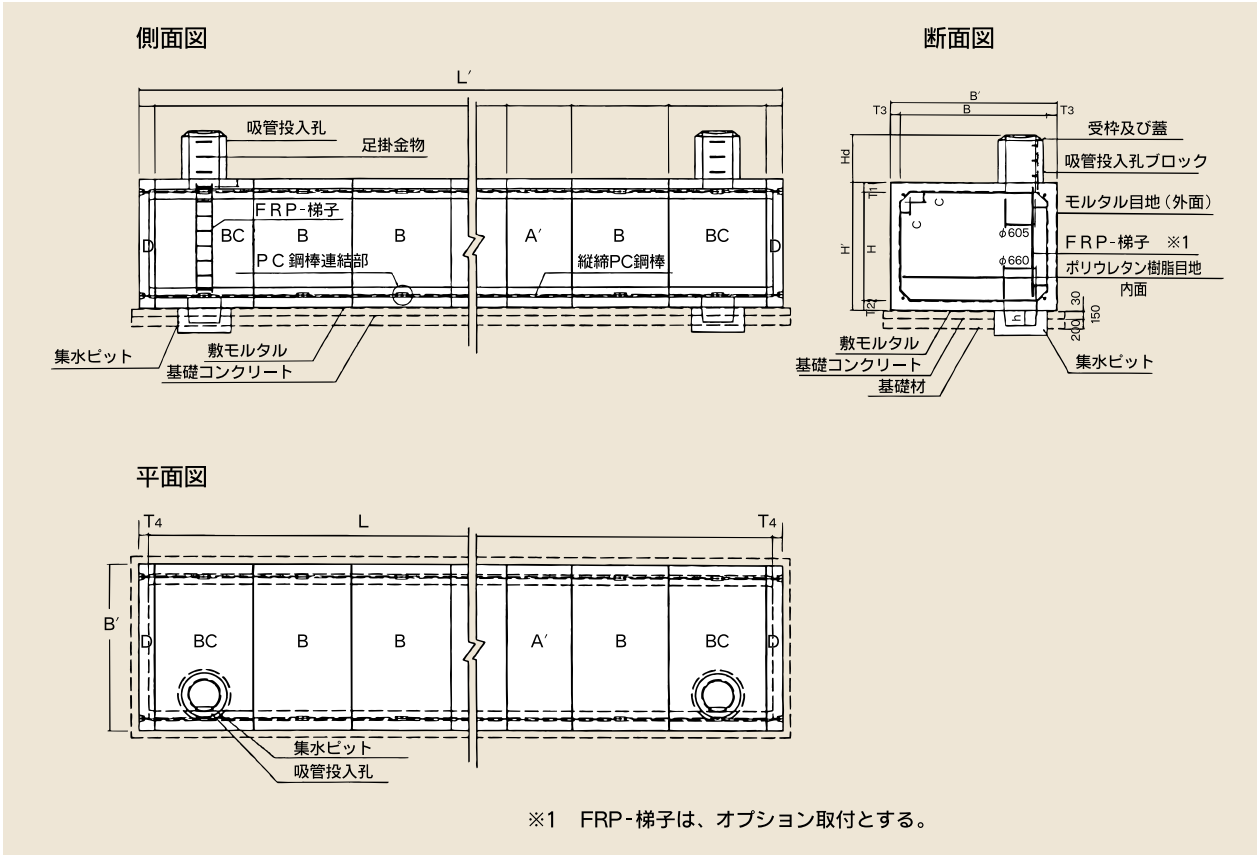 側面図
L′
吸管投入孔
足掛金物
FRP-梯子
D
BC
B
B
A′
B
BC
D
PC鋼棒連結部
縦締PC鋼棒
集水ピット
敷モルタル
基礎コンクリート
断面図
B′
T3
B
T3
Hd
受枠及び蓋
吸管投入孔ブロック
T1
C
C
モルタル目地（外面）
φ605
H′
H
FRP-梯子 ※1
φ660
ポリウレタン樹脂目地
内面
h
30
150
200
敷モルタル
基礎コンクリート
基礎材
集水ピット
平面図
T4
L
T4
B′
D
BC
B
B
A′
B
BC
D
集水ピット
吸管投入孔
※1 FRP-梯子は、オプション取付とする。